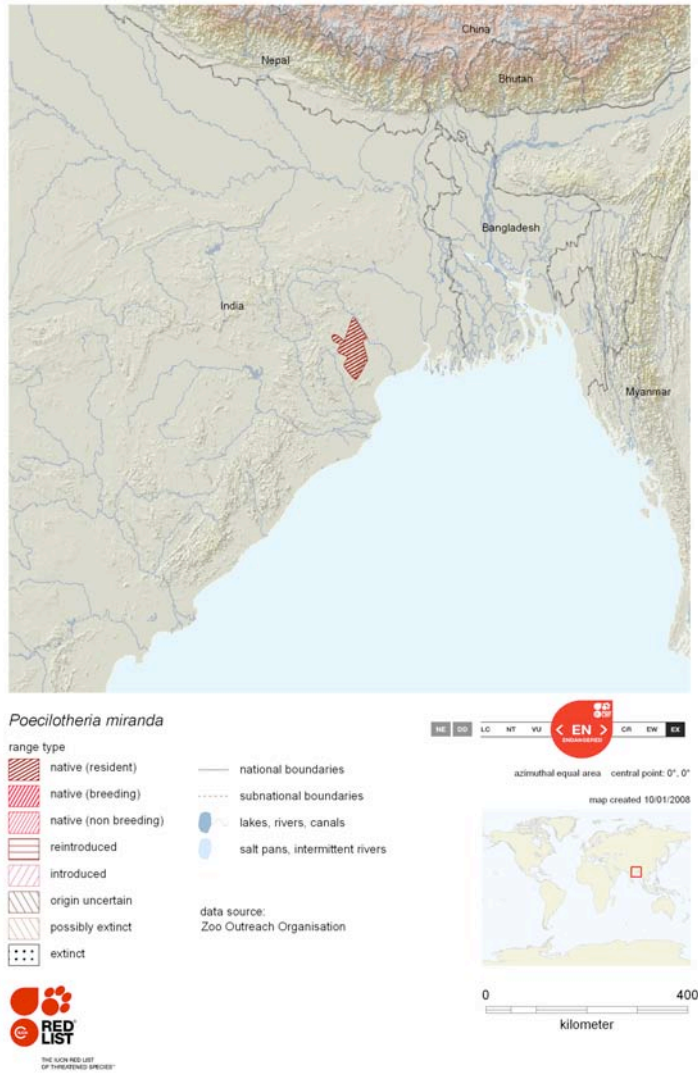 China
Nepal
Bhutan
Bangladesh
India
Myanmar
Poecilotheria miranda
NE DD LC NT VU < EN > CR EW EX
ENDANGERED
range type
native (resident)
native (breeding)
native (non breeding)
reintroduced
introduced
origin uncertain
possibly extinct
extinct
national boundaries
subnational boundaries
lakes, rivers, canals
salt pans, intermittent rivers
data source:
Zoo Outreach Organisation
azimuthal equal area central point: 0°, 0°
map created 10/01/2008
0 400
kilometer
IUCN
RED
LIST
THE IUCN RED LIST
OF THREATENED SPECIES™